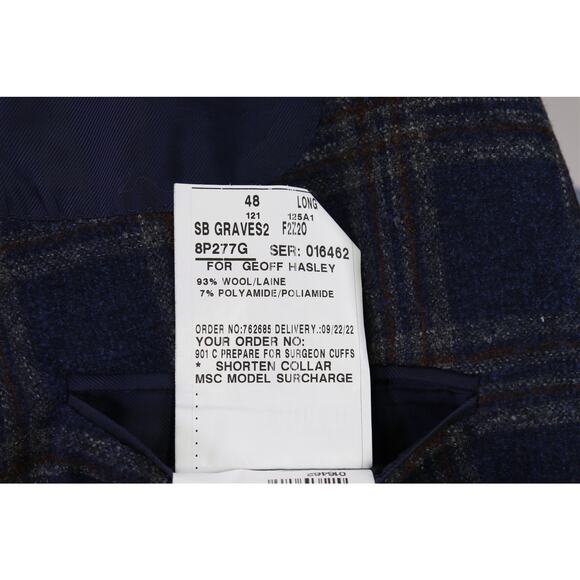 48 LONG
121 125A1
SB GRAVES2 F2Z20
8P277G SER: 016462
FOR GEOFF HASLEY
93% WOOL/LAINE
7% POLYAMIDE/POLIAMIDE
ORDER NO:762685 DELIVERY.:09/22/22
YOUR ORDER NO:
901 C PREPARE FOR SURGEON CUFFS
* SHORTEN COLLAR
MSC MODEL SURCHARGE
016462